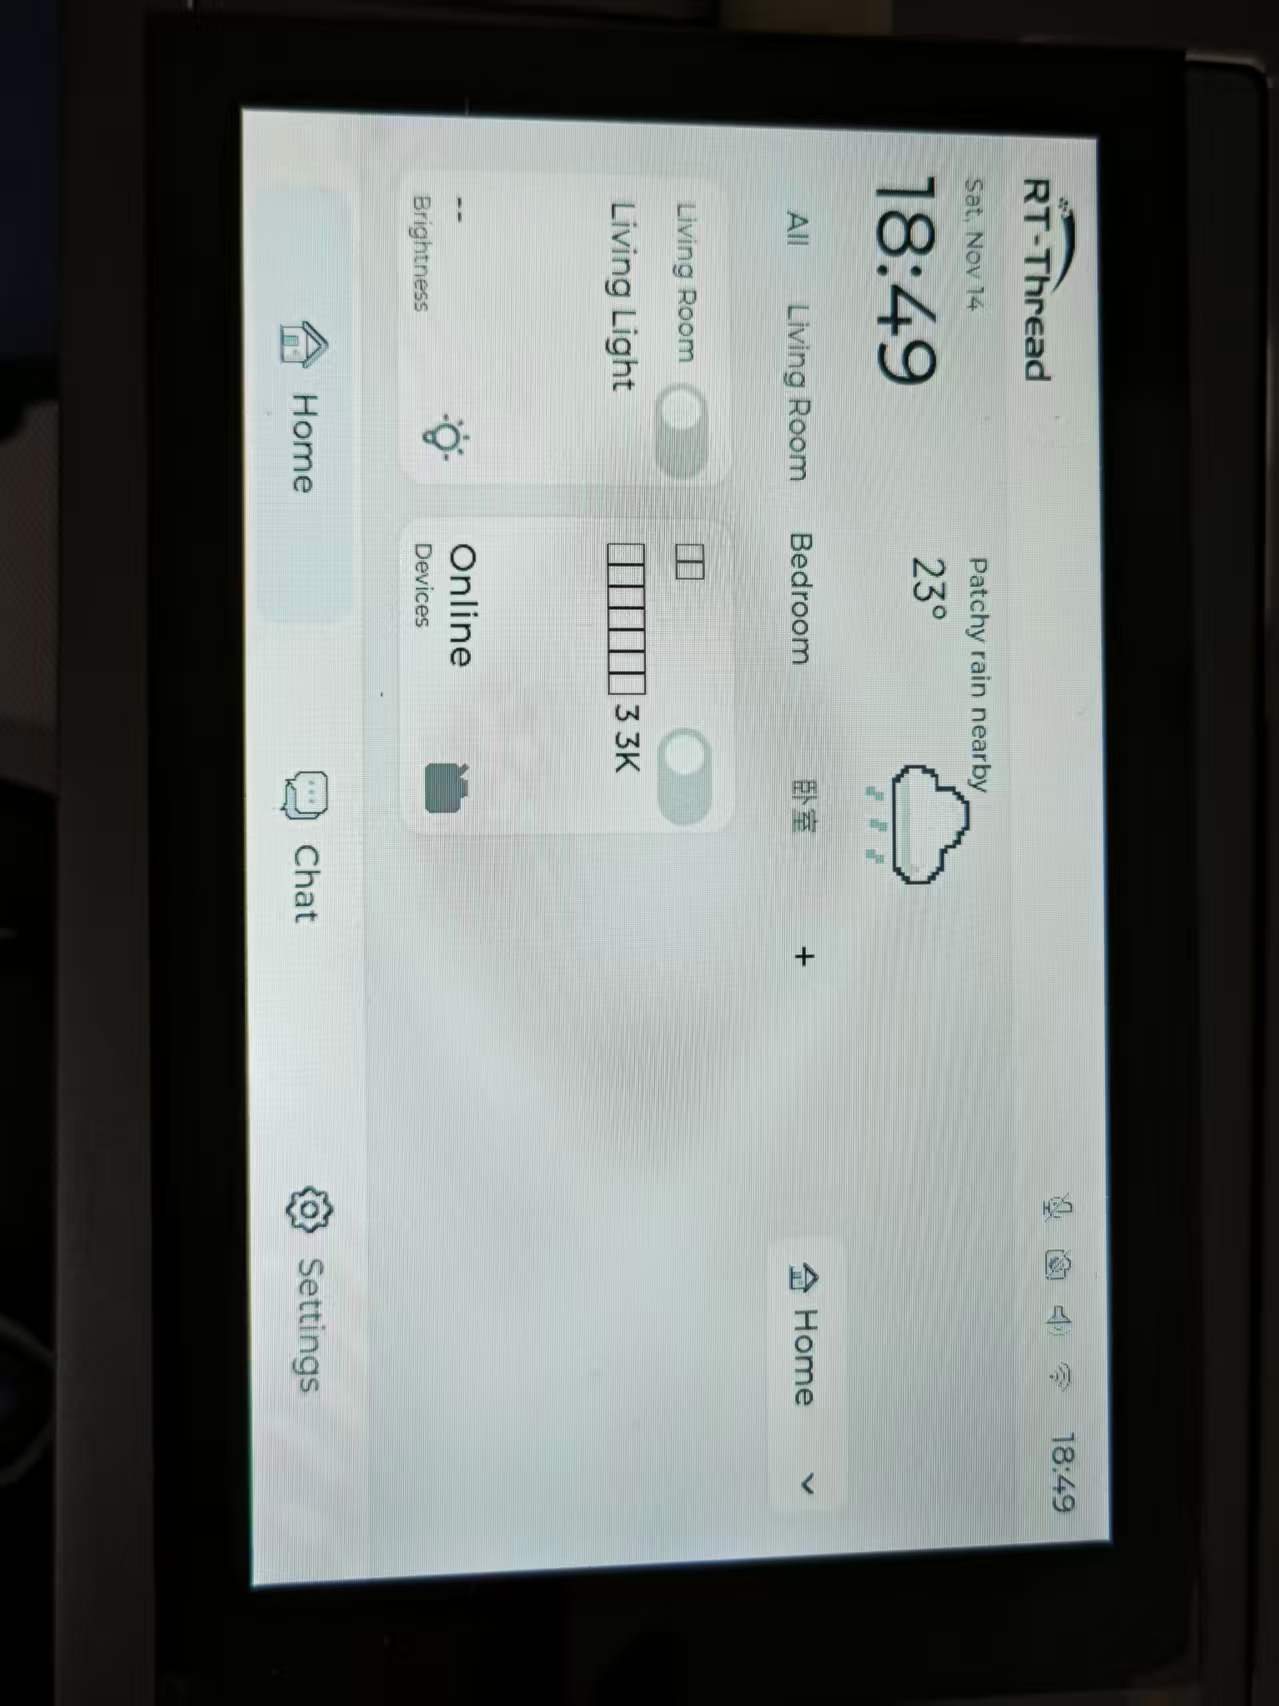 RT-Thread
18:49
Sat, Nov 14
18:49
Patchy rain nearby
23°
All Living Room Bedroom 卧室 +
Home
Living Room
Living Light
--
Brightness
□□
□□□□□□□ 3 3K
Online
Devices
Home
Chat
Settings